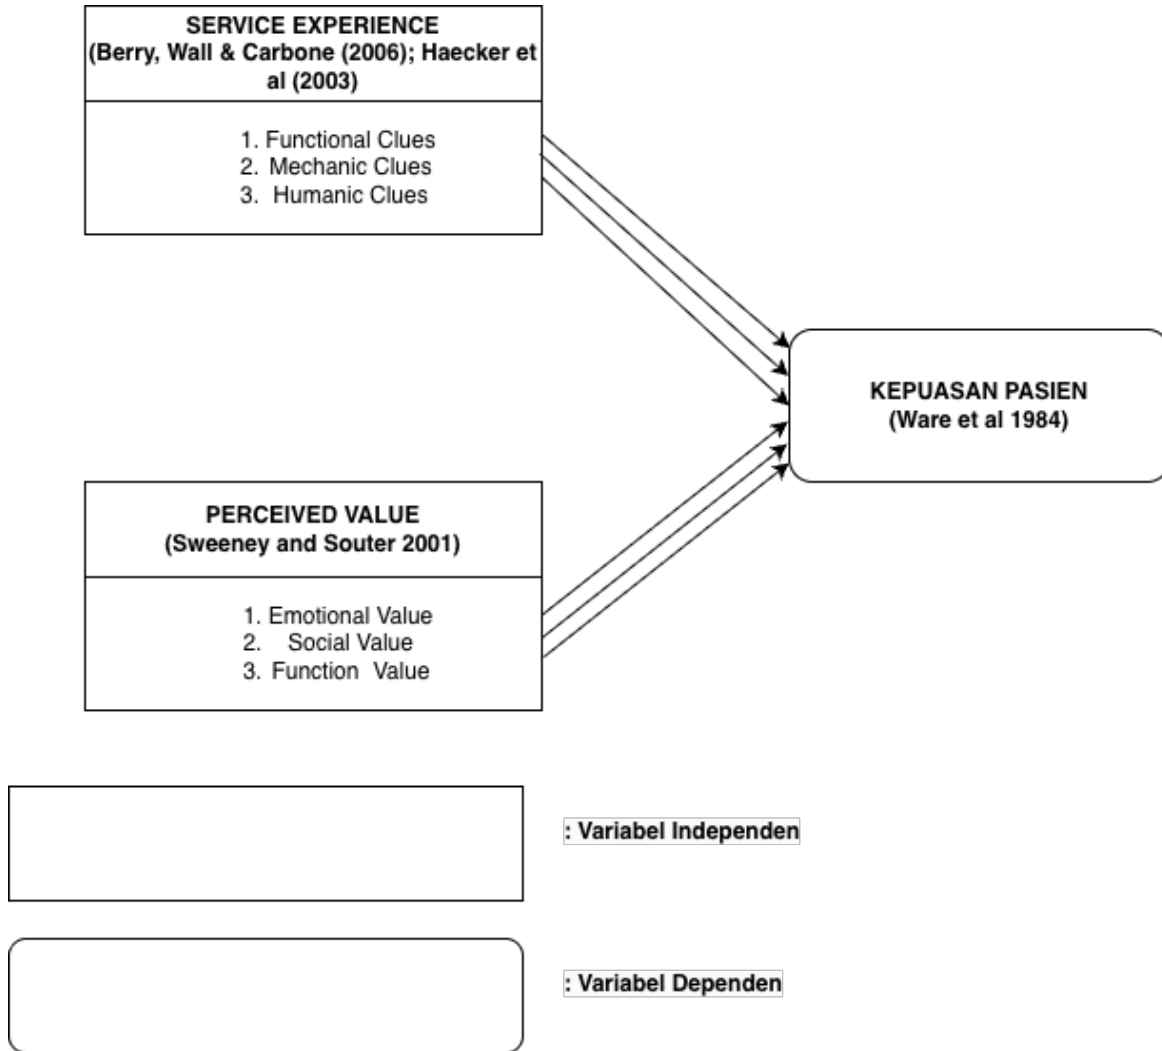 SERVICE EXPERIENCE
(Berry, Wall & Carbone (2006); Haecker et
al (2003)
1. Functional Clues
2. Mechanic Clues
3. Humanic Clues
KEPUASAN PASIEN
(Ware et al 1984)
PERCEIVED VALUE
(Sweeney and Souter 2001)
1. Emotional Value
2. Social Value
3. Function Value
: Variabel Independen
: Variabel Dependen